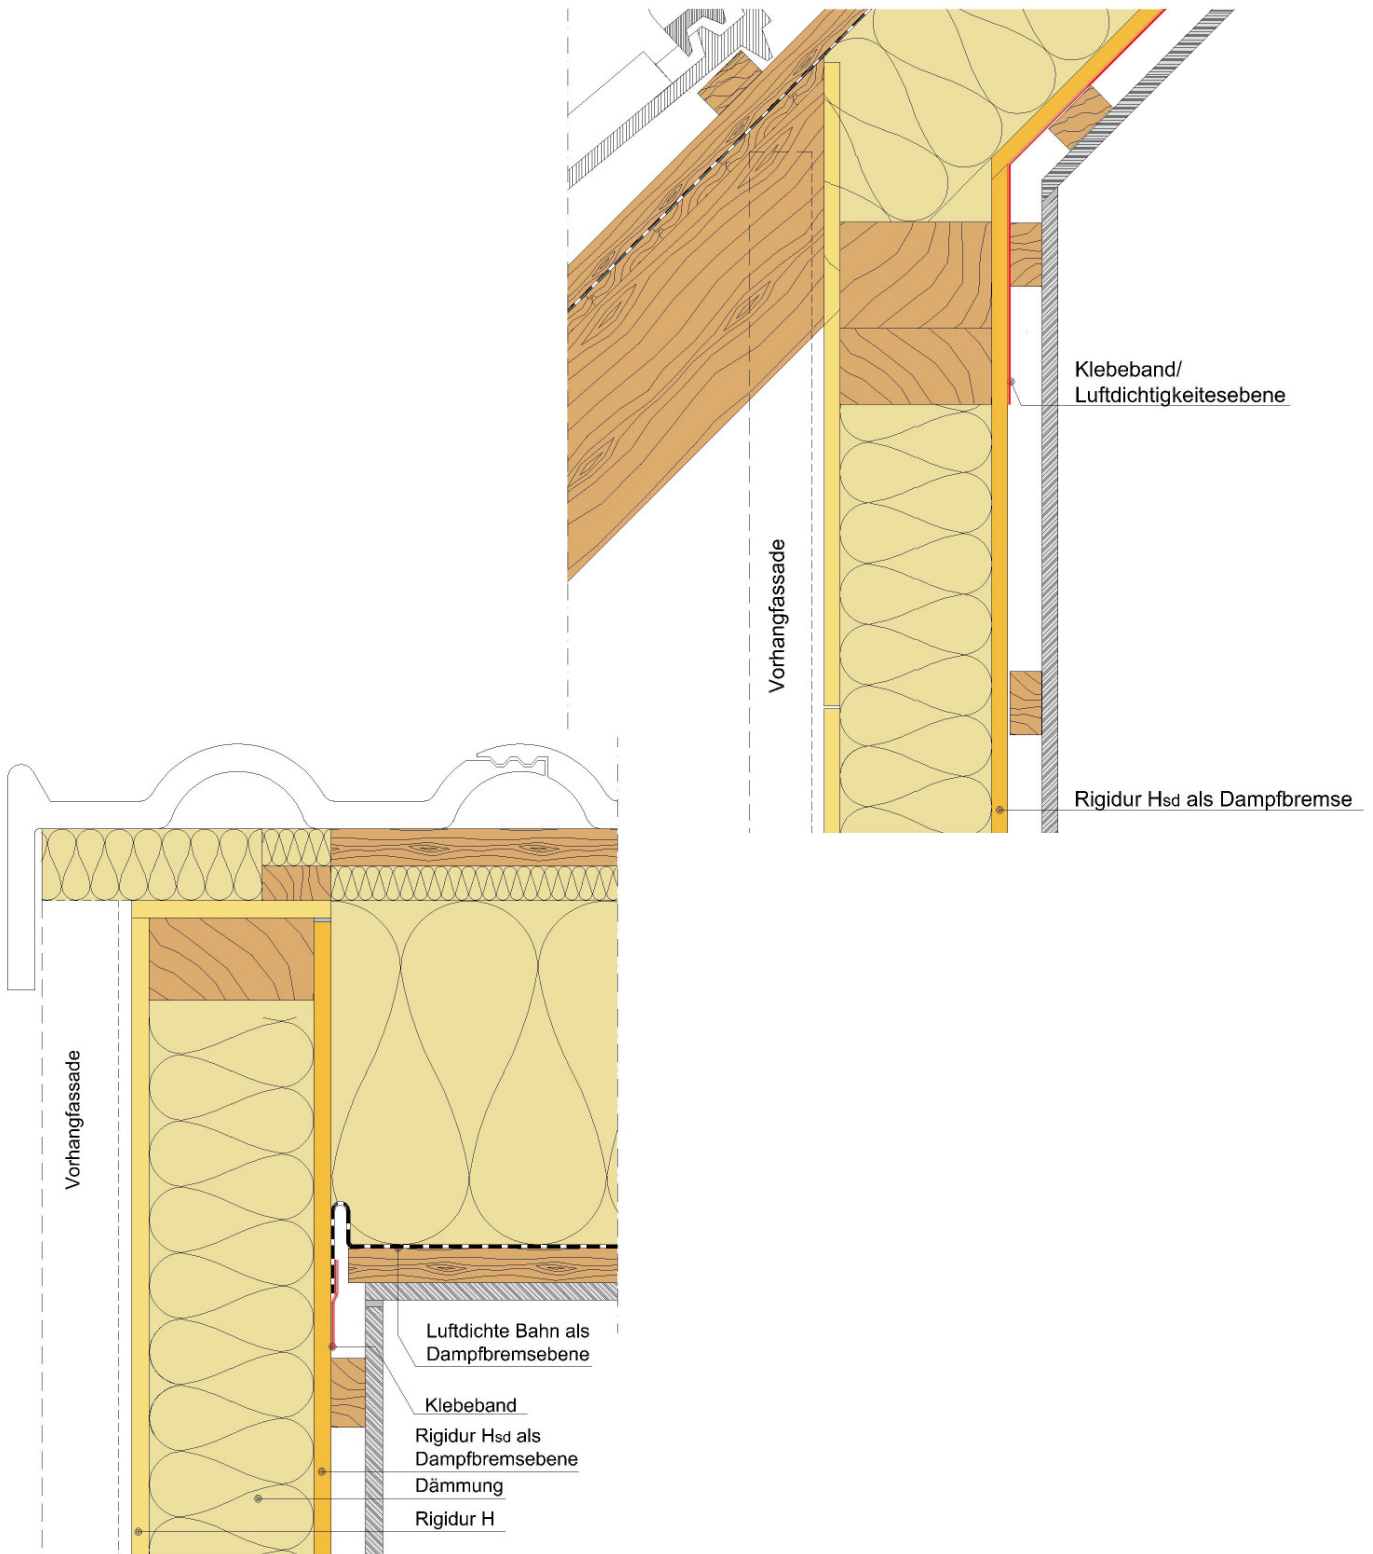 Klebeband/
Luftdichtigkeitesebene
Vorhangfassade
Rigidur Hsd als Dampfbremse
Vorhangfassade
Luftdichte Bahn als
Dampfbremsebene
Klebeband
Rigidur Hsd als
Dampfbremsebene
Dämmung
Rigidur H